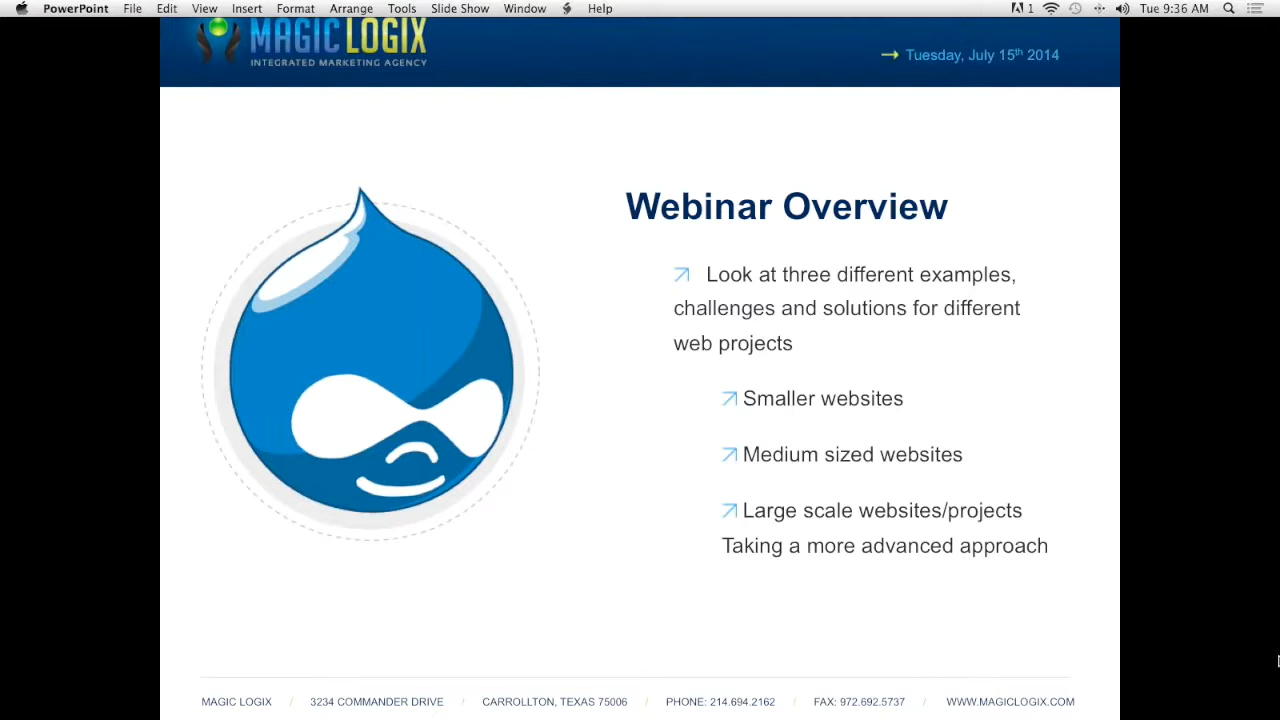 PowerPoint File Edit View Insert Format Arrange Tools Slide Show Window Help 1 Tue 9:36 AM
MAGIC LOGIX
INTEGRATED MARKETING AGENCY
Tuesday, July 15th 2014
Webinar Overview
Look at three different examples,
challenges and solutions for different
web projects
Smaller websites
Medium sized websites
Large scale websites/projects
Taking a more advanced approach
MAGIC LOGIX / 3234 COMMANDER DRIVE / CARROLLTON, TEXAS 75006 / PHONE: 214.694.2162 / FAX: 972.692.5737 / WWW.MAGICLOGIX.COM